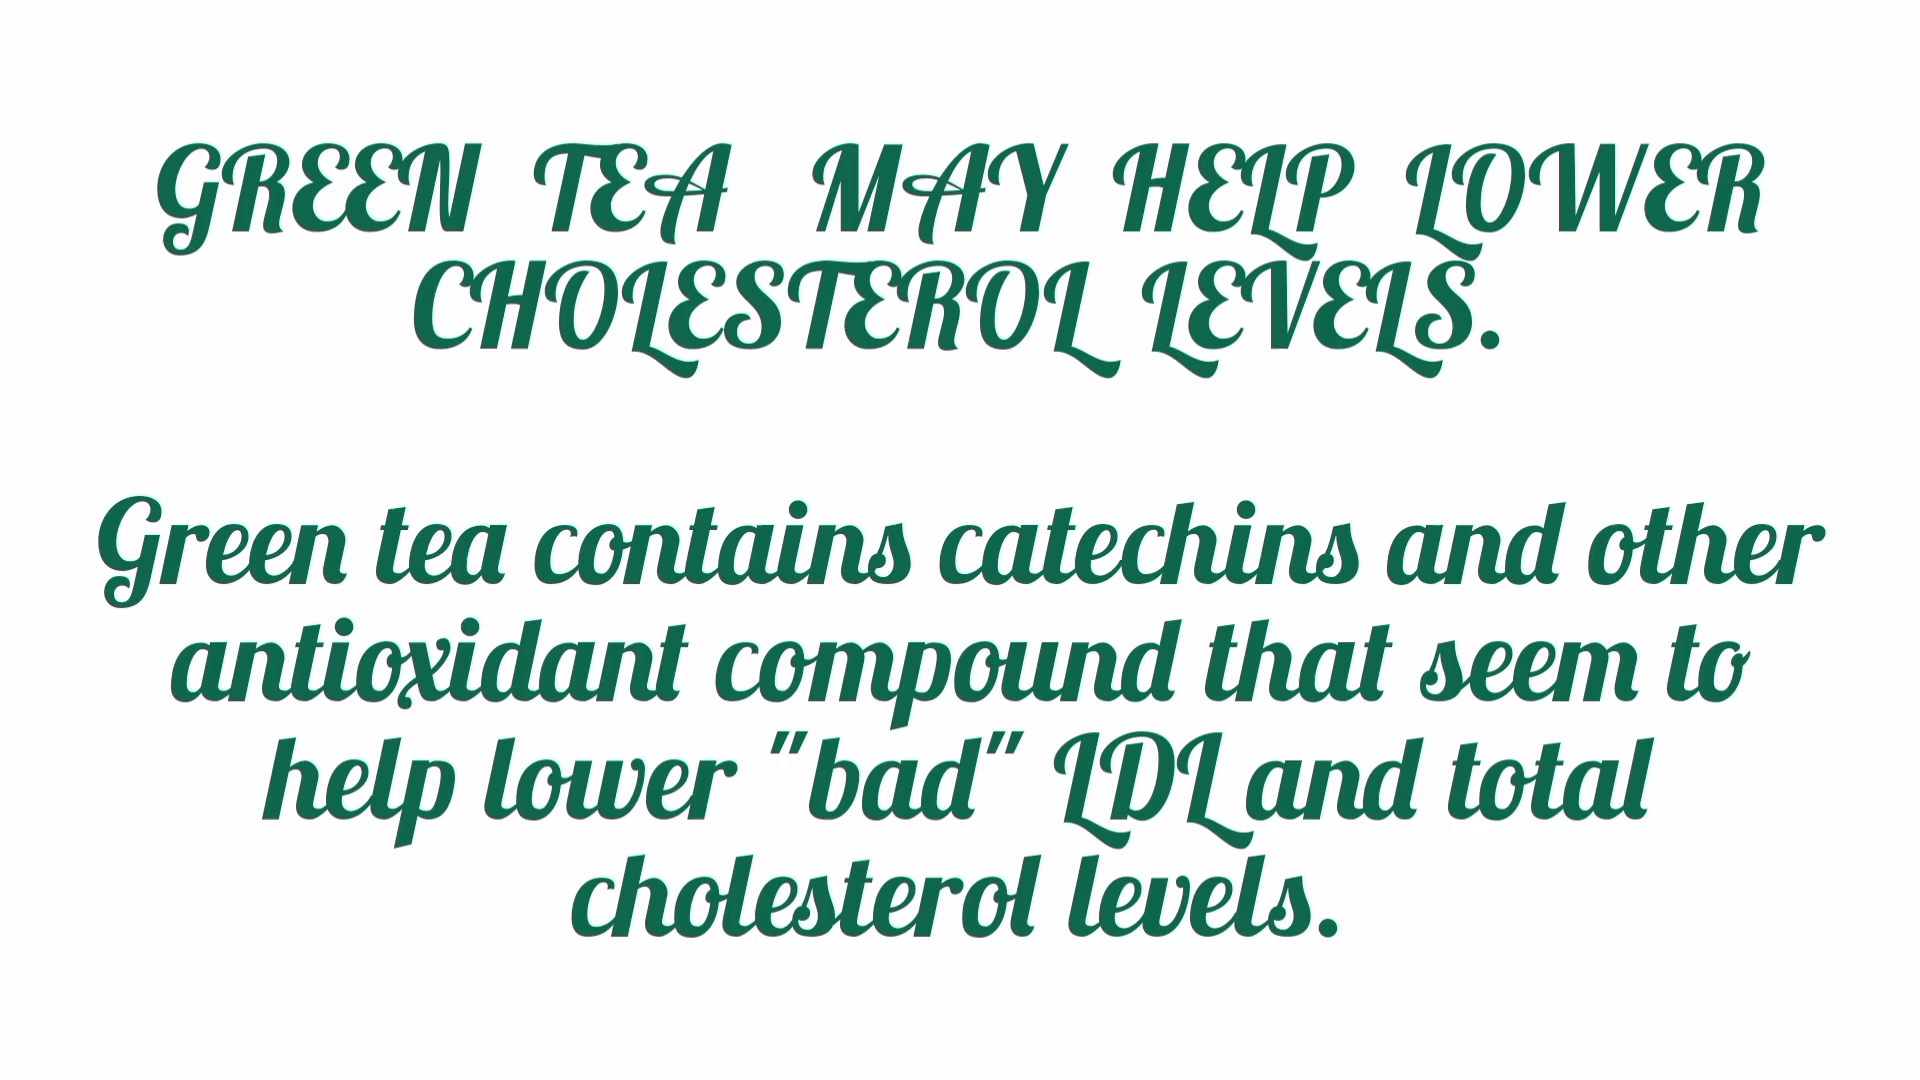 GREEN TEA MAY HELP LOWER
CHOLESTEROL LEVELS.
Green tea contains catechins and other
antioxidant compound that seem to
help lower "bad" LDL and total
cholesterol levels.